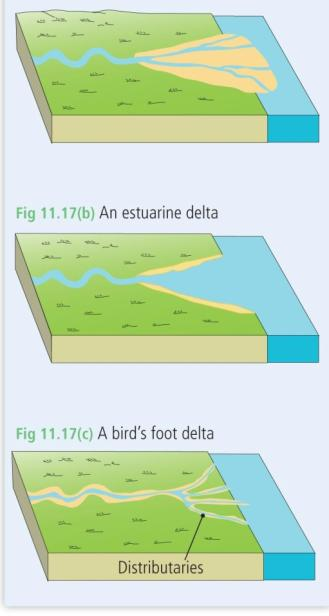 Fig 11.17(b) An estuarine delta
Fig 11.17(c) A bird's foot delta
Distributaries